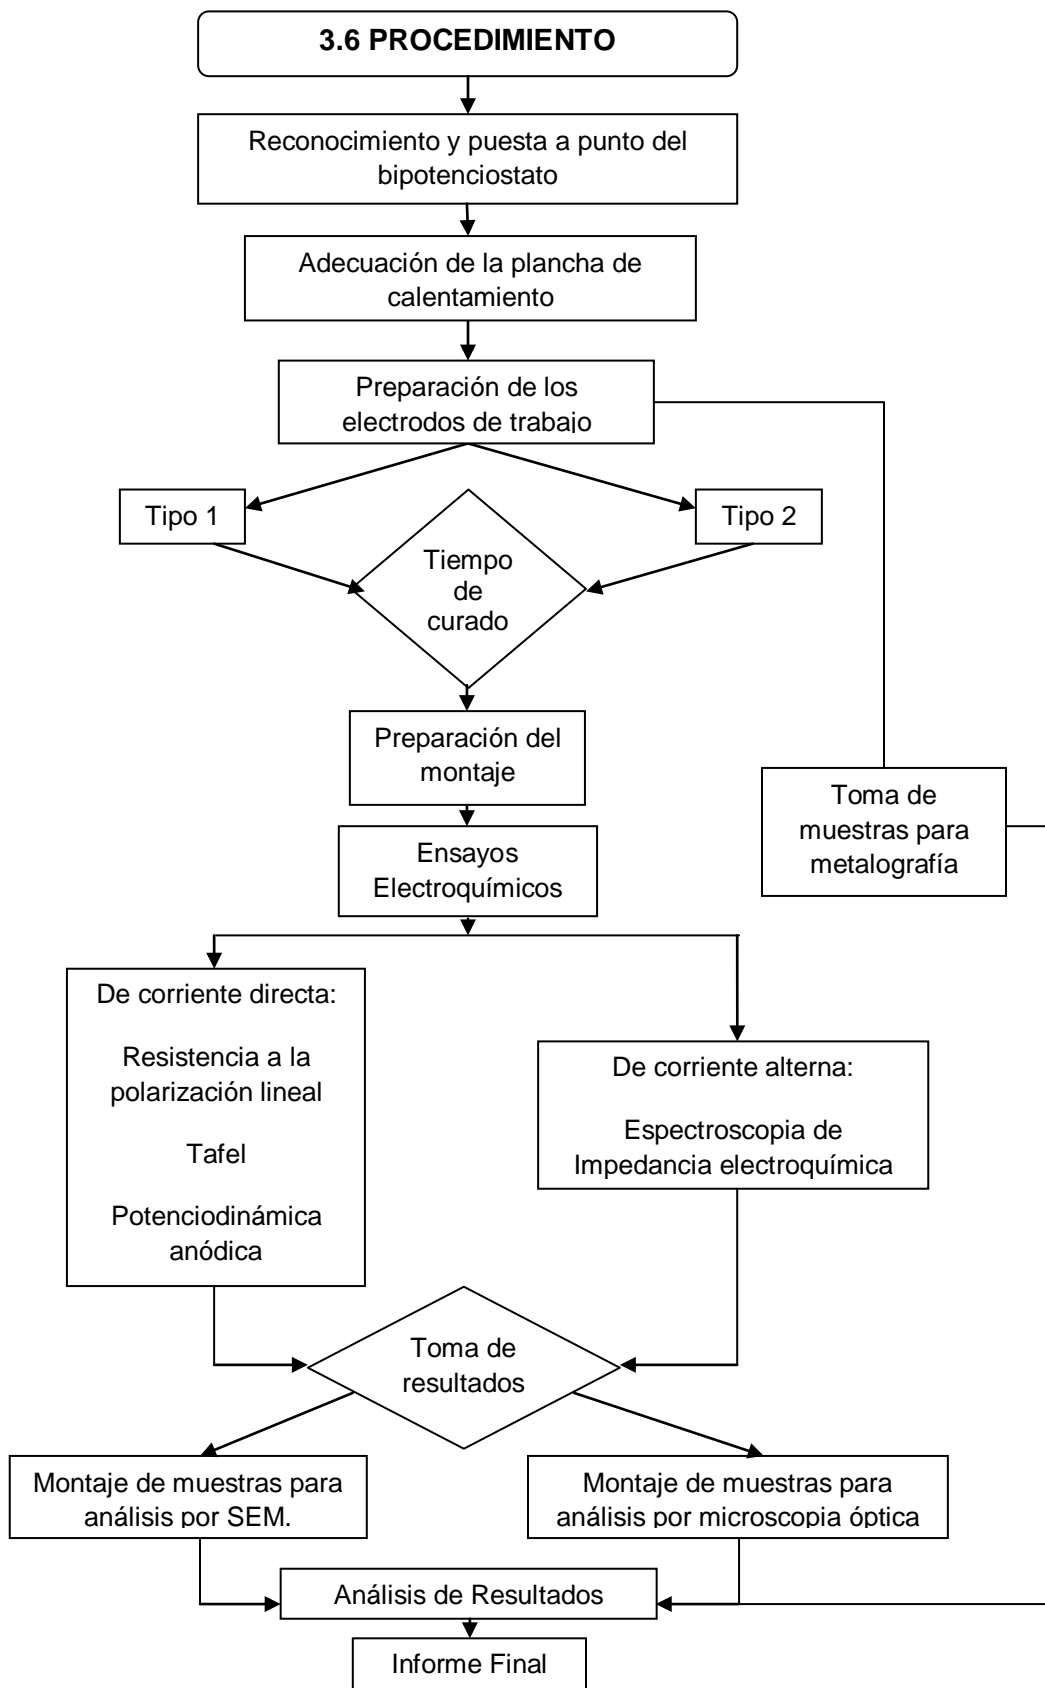 3.6 PROCEDIMIENTO
Reconocimiento y puesta a punto del
bipotenciostato
Adecuación de la plancha de
calentamiento
Preparación de los
electrodos de trabajo
Tipo 1
Tipo 2
Tiempo
de
curado
Preparación del
montaje
Toma de
muestras para
metalografía
Ensayos
Electroquímicos
De corriente directa:
Resistencia a la
polarización lineal
Tafel
Potenciodinámica
anódica
De corriente alterna:
Espectroscopia de
Impedancia electroquímica
Toma de
resultados
Montaje de muestras para
análisis por SEM.
Montaje de muestras para
análisis por microscopia óptica
Análisis de Resultados
Informe Final